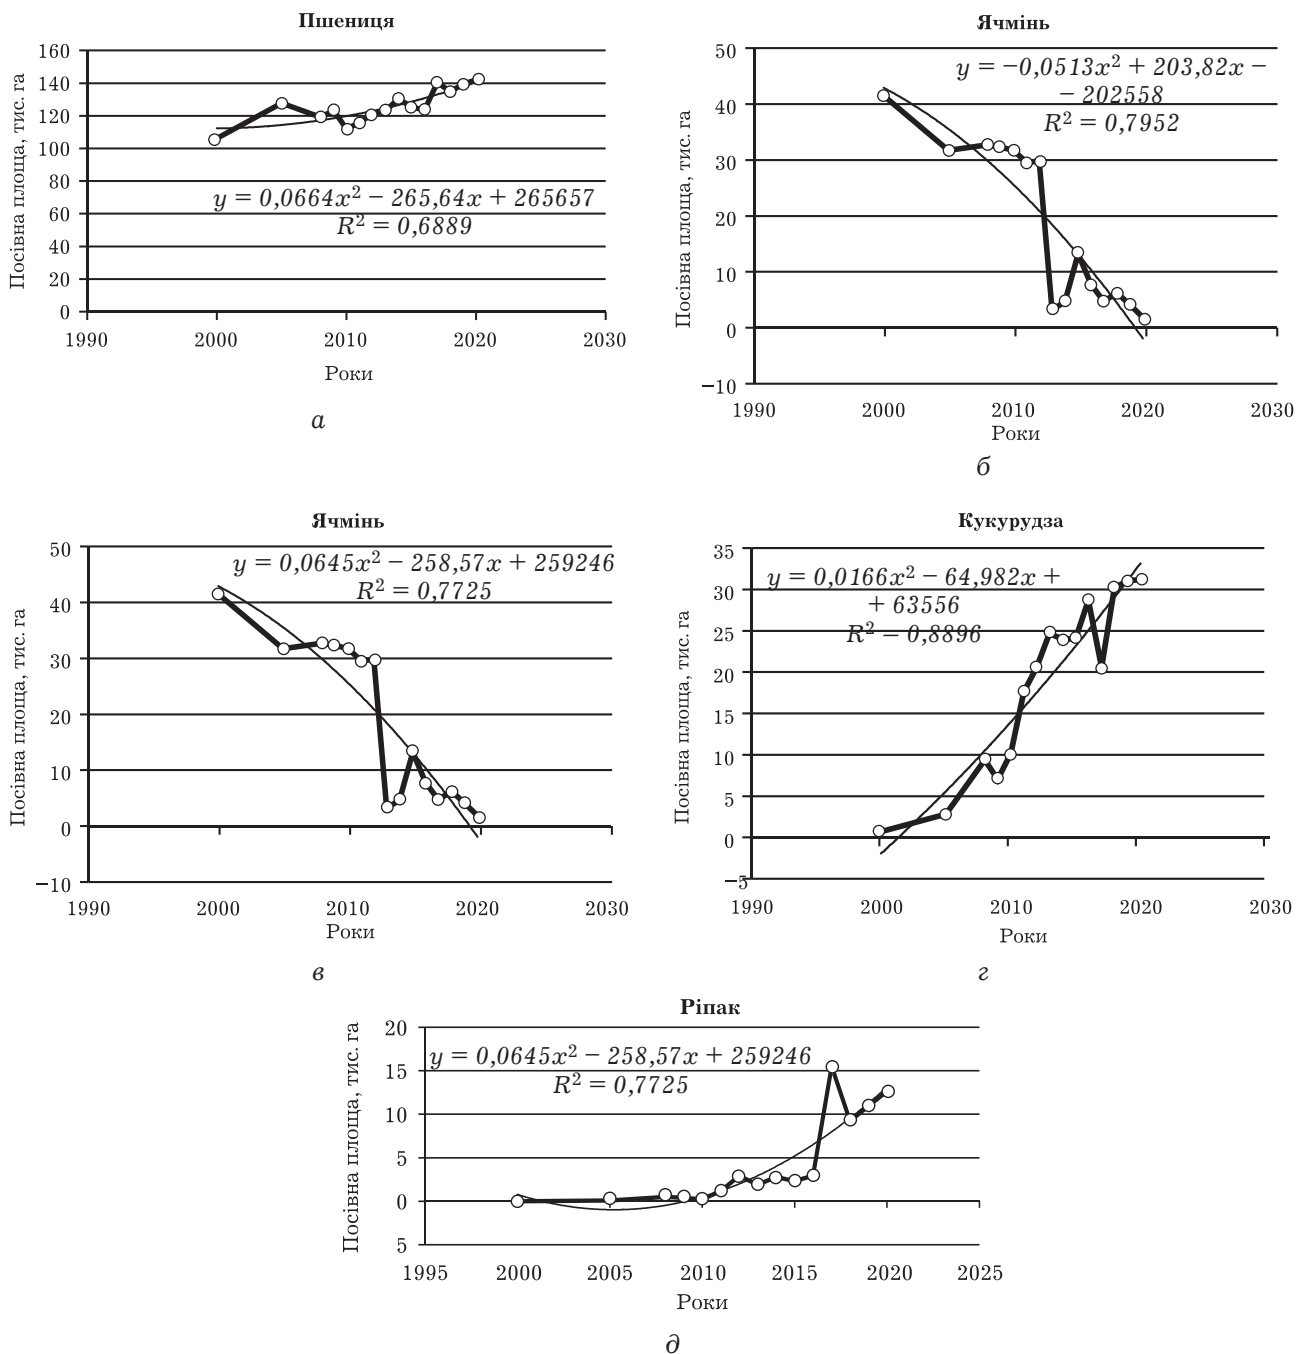 Пшениця
Посівна площа, тис. га
160
140
120
100
80
60
40
20
0
y = 0,0664x² − 265,64x + 265657
R² = 0,6889
1990 2000 2010 2020 2030
Роки
а
Ячмінь
Посівна площа, тис. га
50
40
30
20
10
0
−10
y = −0,0513x² + 203,82x −
− 202558
R² = 0,7952
1990 2000 2010 2020 2030
Роки
б
Ячмінь
Посівна площа, тис. га
50
40
30
20
10
0
−10
y = 0,0645x² − 258,57x + 259246
R² = 0,7725
1990 2000 2010 2020 2030
Роки
в
Кукурудза
Посівна площа, тис. га
35
30
25
20
15
10
5
0
−5
y = 0,0166x² − 64,982x +
+ 63556
R² − 0,8896
1990 2000 2010 2020 2030
Роки
г
Ріпак
Посівна площа, тис. га
20
15
10
5
0
5
y = 0,0645x² − 258,57x + 259246
R² = 0,7725
1995 2000 2005 2010 2015 2020 2025
Роки
д